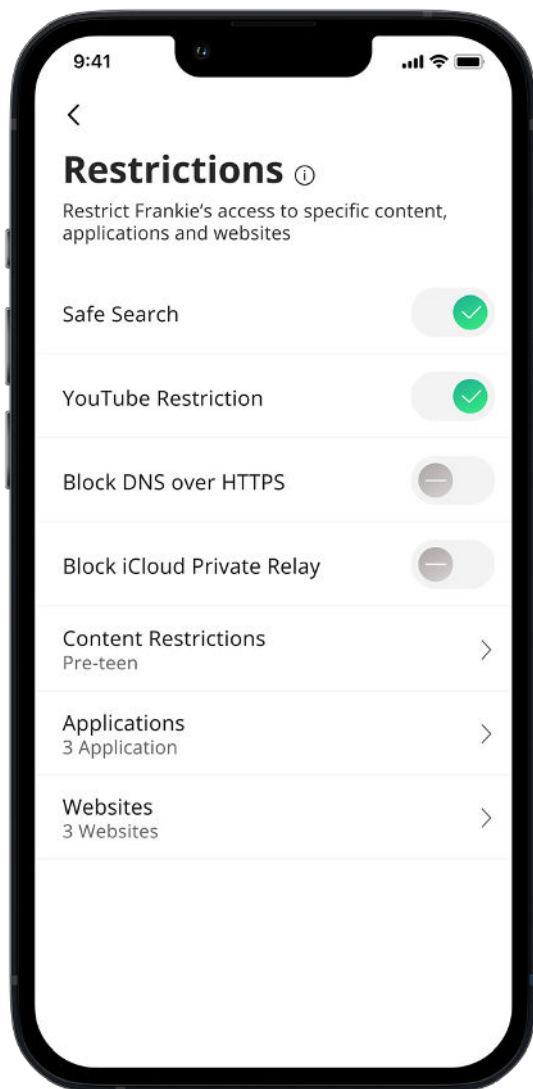 9:41
Restrictions
Restrict Frankie's access to specific content,
applications and websites
Safe Search
YouTube Restriction
Block DNS over HTTPS
Block iCloud Private Relay
Content Restrictions
Pre-teen
Applications
3 Application
Websites
3 Websites